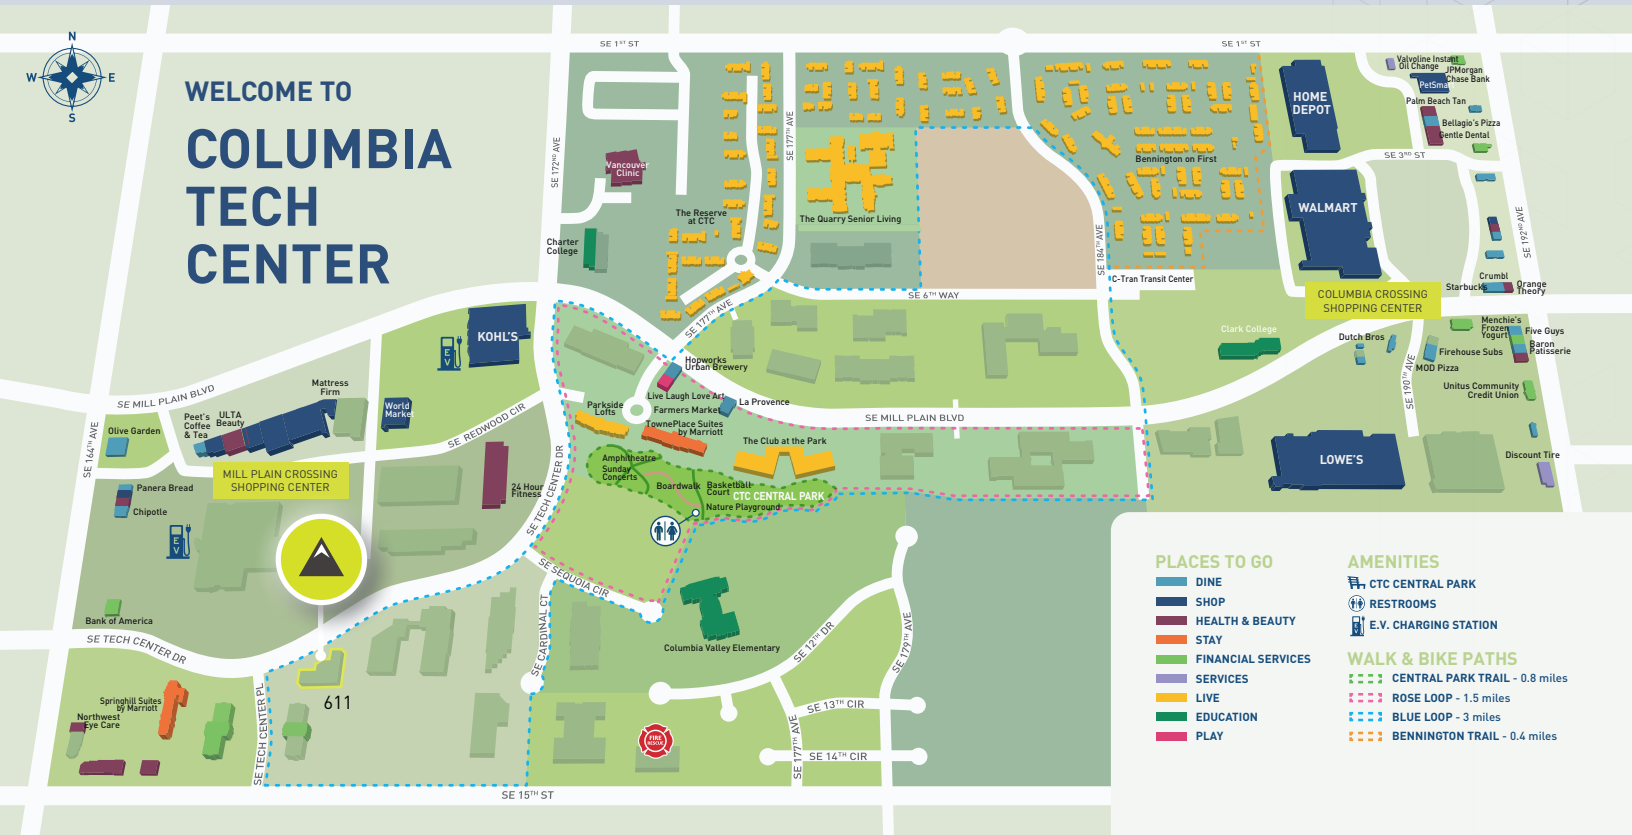 N
W
E
S
WELCOME TO
COLUMBIA
TECH
CENTER
SE 1ST ST
SE 1ST ST
SE 172ND AVE
SE 177TH AVE
Vancouver
Clinic
The Reserve
at CTC
Charter
College
The Quarry Senior Living
Bennington on First
SE 184TH AVE
C-Tran Transit Center
SE 6TH WAY
SE 177TH AVE
HOME
DEPOT
Valvoline Instant
Oil Change
JPMorgan
Chase Bank
PetSmart
Palm Beach Tan
Bellagio's Pizza
Gentle Dental
SE 3RD ST
WALMART
SE 192ND AVE
Crumbl
Starbucks
Orange
Theory
COLUMBIA CROSSING
SHOPPING CENTER
Clark College
Dutch Bros
Menchie's
Frozen
Yogurt
Five Guys
Baron
Patisserie
Firehouse Subs
MOD Pizza
SE 190TH AVE
Unitus Community
Credit Union
Discount Tire
LOWE'S
KOHL'S
EV
SE MILL PLAIN BLVD
Mattress
Firm
World
Market
Peet's
Coffee
& Tea
ULTA
Beauty
Olive Garden
SE 164TH AVE
SE REDWOOD CIR
MILL PLAIN CROSSING
SHOPPING CENTER
Panera Bread
Chipotle
EV
24 Hour
Fitness
SE TECH CENTER DR
Hopworks
Urban Brewery
Live Laugh Love Art
Farmers Market
La Provence
Parkside
Lofts
TownePlace Suites
by Marriott
SE MILL PLAIN BLVD
The Club at the Park
Amphitheatre
Sunday
Concerts
Boardwalk
Basketball
Court
CTC CENTRAL PARK
Nature Playground
SE SEQUOIA CIR
SE CARDINAL CT
Columbia Valley Elementary
SE 12TH DR
SE 179TH AVE
SE 13TH CIR
SE 14TH CIR
SE 177TH AVE
FIRE
RESCUE
Bank of America
SE TECH CENTER DR
Springhill Suites
by Marriott
Northwest
Eye Care
SE TECH CENTER PL
611
SE 15TH ST
PLACES TO GO
DINE
SHOP
HEALTH & BEAUTY
STAY
FINANCIAL SERVICES
SERVICES
LIVE
EDUCATION
PLAY
AMENITIES
CTC CENTRAL PARK
RESTROOMS
EV
E.V. CHARGING STATION
WALK & BIKE PATHS
CENTRAL PARK TRAIL - 0.8 miles
ROSE LOOP - 1.5 miles
BLUE LOOP - 3 miles
BENNINGTON TRAIL - 0.4 miles